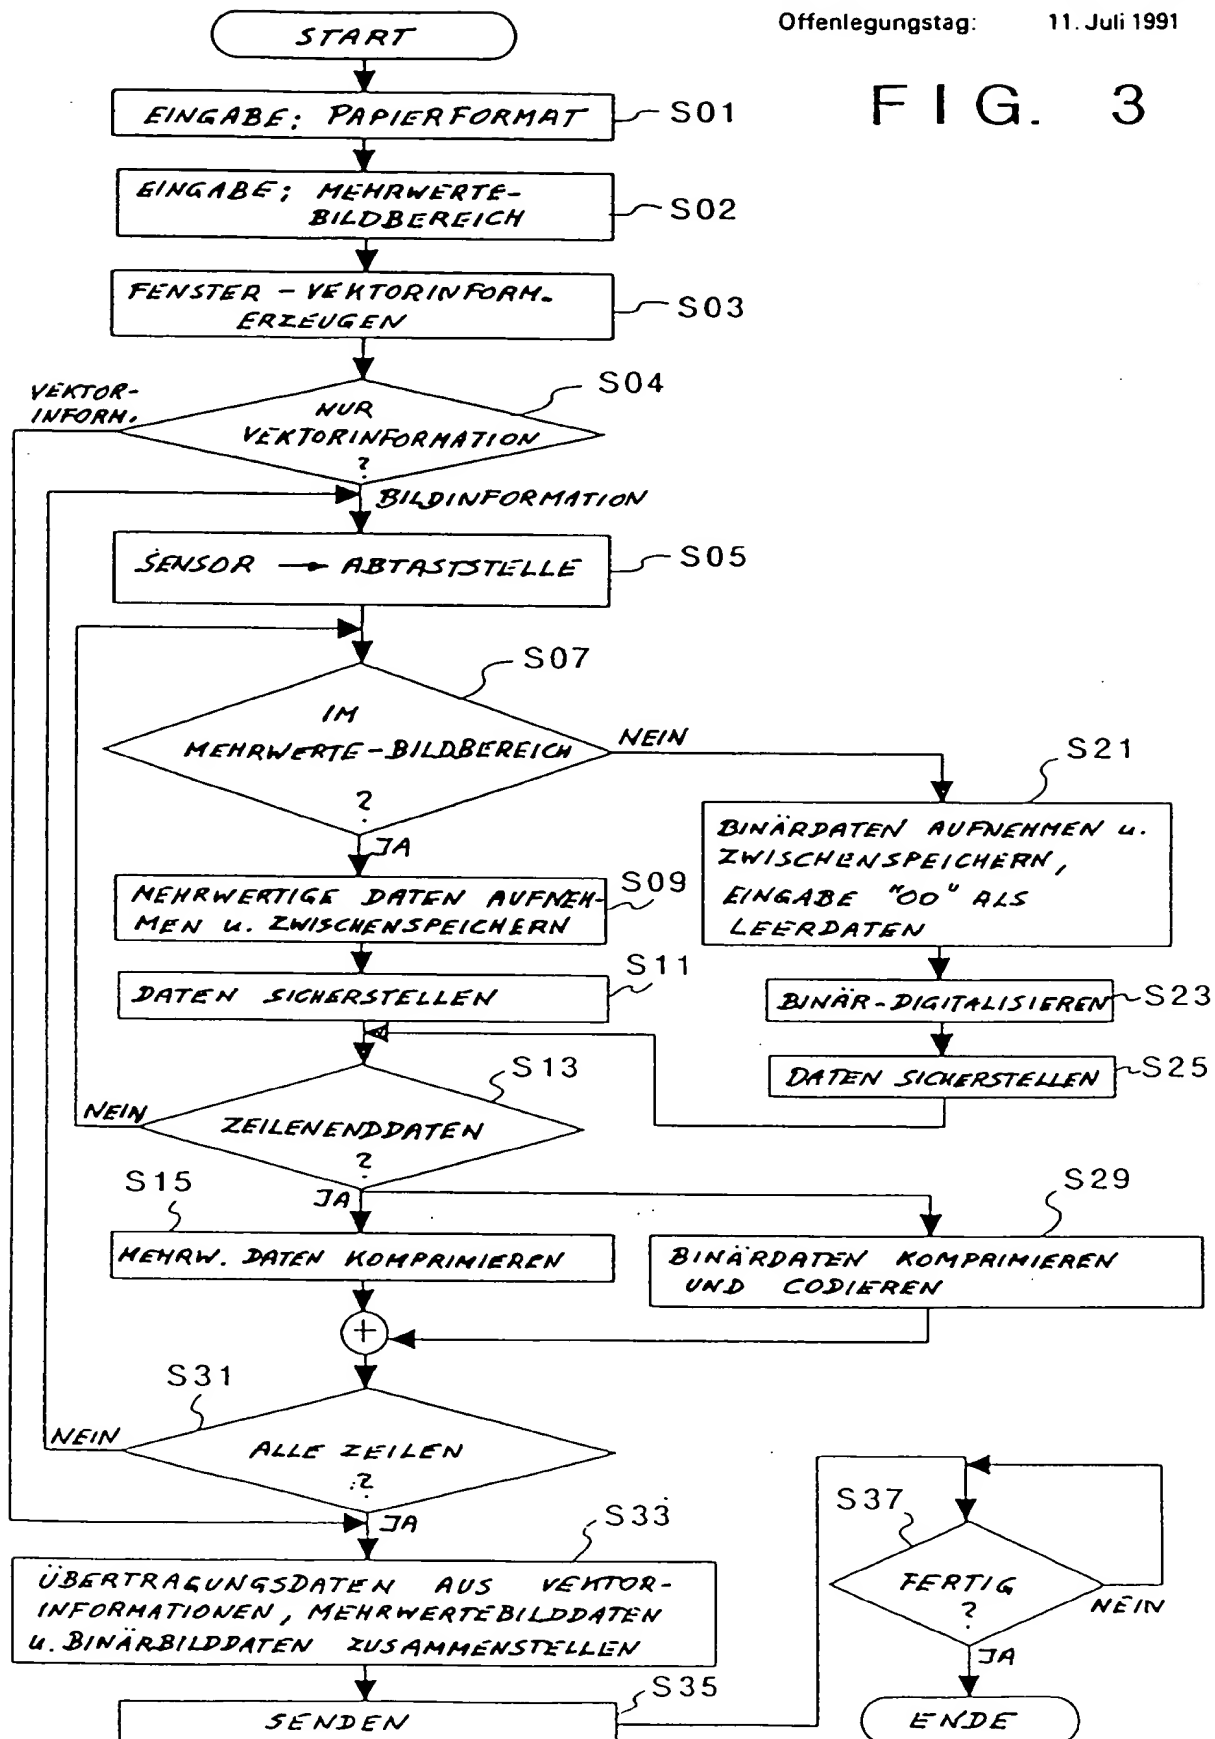 Offenlegungstag: 11. Juli 1991
FIG. 3
START
EINGABE: PAPIERFORMAT
S01
EINGABE; MEHRWERTE-
BILDBEREICH
S02
FENSTER - VEKTORINFORM.
ERZEUGEN
S03
S04
VEKTOR-
INFORM.
NUR
VEKTORINFORMATION
?
BILDINFORMATION
SENSOR → ABTASTSTELLE
S05
S07
IM
MEHRWERTE-BILDBEREICH
?
NEIN
JA
S21
BINÄRDATEN AUFNEHMEN u.
ZWISCHENSPEICHERN,
EINGABE "00" ALS
LEERDATEN
MEHRWERTIGE DATEN AUFNEH-
MEN u. ZWISCHENSPEICHERN
S09
S11
DATEN SICHERSTELLEN
BINÄR-DIGITALISIEREN
S23
DATEN SICHERSTELLEN
S25
S13
NEIN
ZEILENENDDATEN
?
JA
S15
S29
MEHRW. DATEN KOMPRIMIEREN
BINÄRDATEN KOMPRIMIEREN
UND CODIEREN
+
S31
NEIN
ALLE ZEILEN
?
JA
S33
ÜBERTRAGUNGSDATEN AUS VEKTOR-
INFORMATIONEN, MEHRWERTEBILDDATEN
u. BINÄRBILDDATEN ZUSAMMENSTELLEN
S35
SENDEN
S37
FERTIG
?
NEIN
JA
ENDE